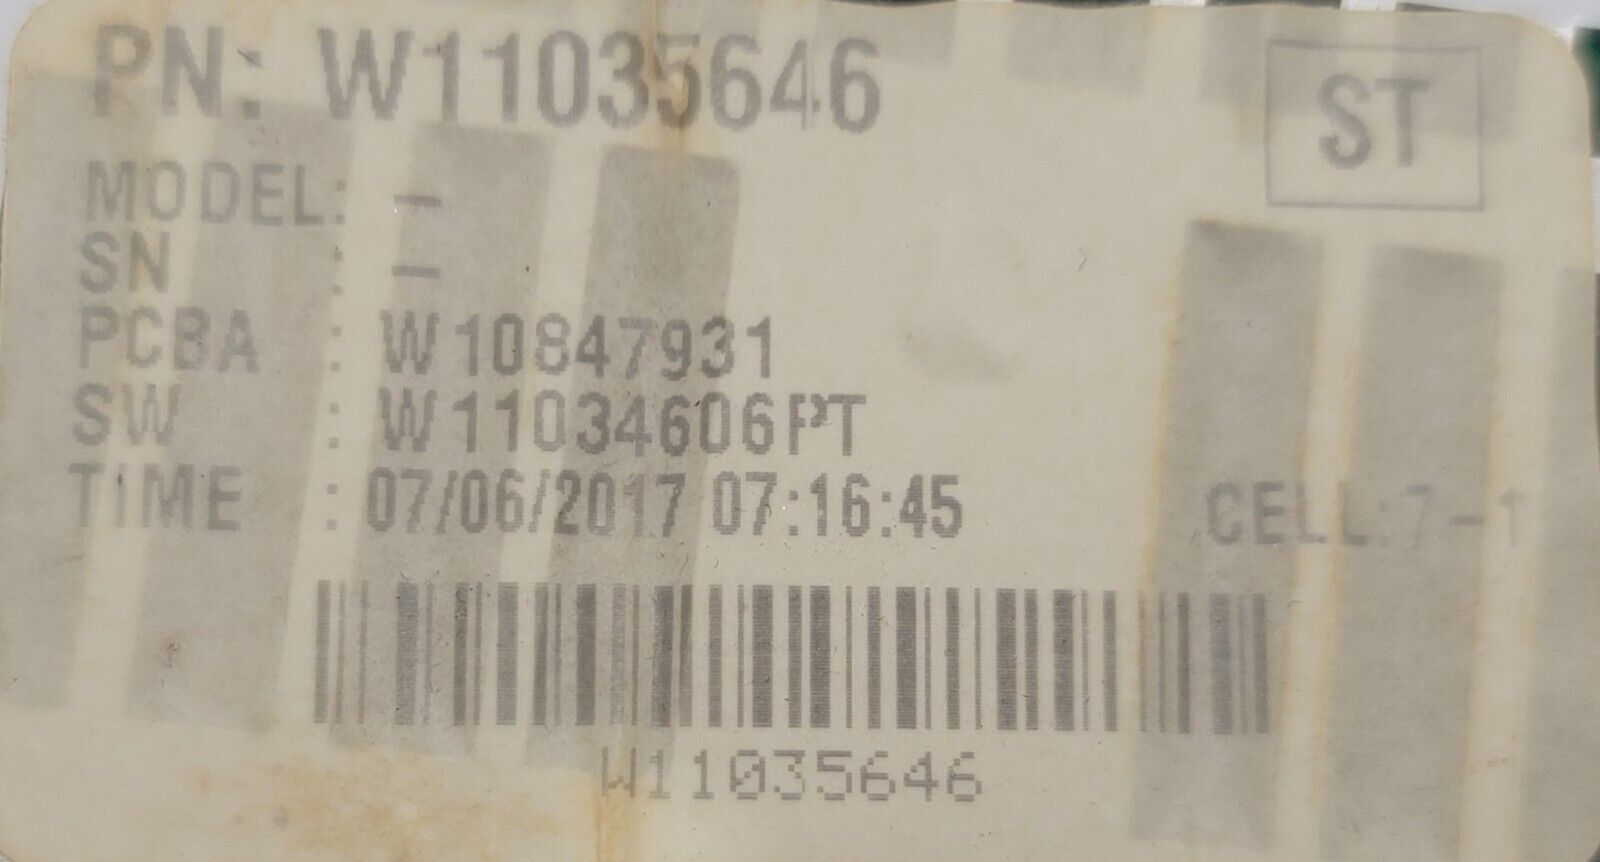 PN: W11035646
ST
MODEL: -
SN : -
PCBA : W10847931
SW : W11034606PT
TIME : 07/06/2017 07:16:45 CELL:7-1
W11035646